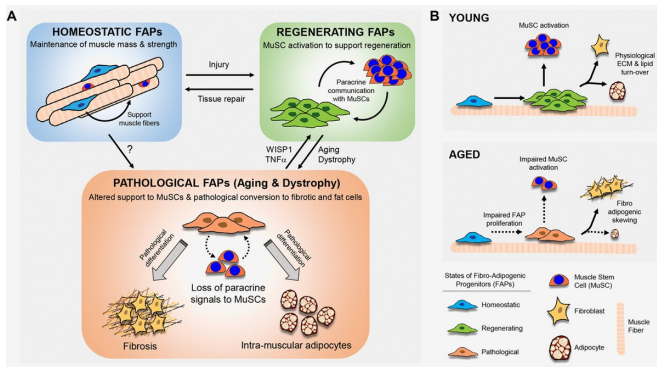 A
HOMEOSTATIC FAPs
Maintenance of muscle mass & strength
Support
muscle fibers
Injury
Tissue repair
REGENERATING FAPs
MuSC activation to support regeneration
Paracrine
communication
with MuSCs
?
WISP1
TNFα
Aging
Dystrophy
PATHOLOGICAL FAPs (Aging & Dystrophy)
Altered support to MuSCs & pathological conversion to fibrotic and fat cells
Pathological
differentiation
Pathological
differentiation
Loss of paracrine
signals to MuSCs
Fibrosis
Intra-muscular adipocytes
B
YOUNG
MuSC activation
Physiological
ECM & lipid
turn-over
AGED
Impaired MuSC
activation
Impaired FAP
proliferation
Fibro
adipogenic
skewing
States of Fibro-Adipogenic
Progenitors (FAPs)
Homeostatic
Regenerating
Pathological
Muscle Stem
Cell (MuSC)
Fibroblast
Adipocyte
Muscle
Fiber